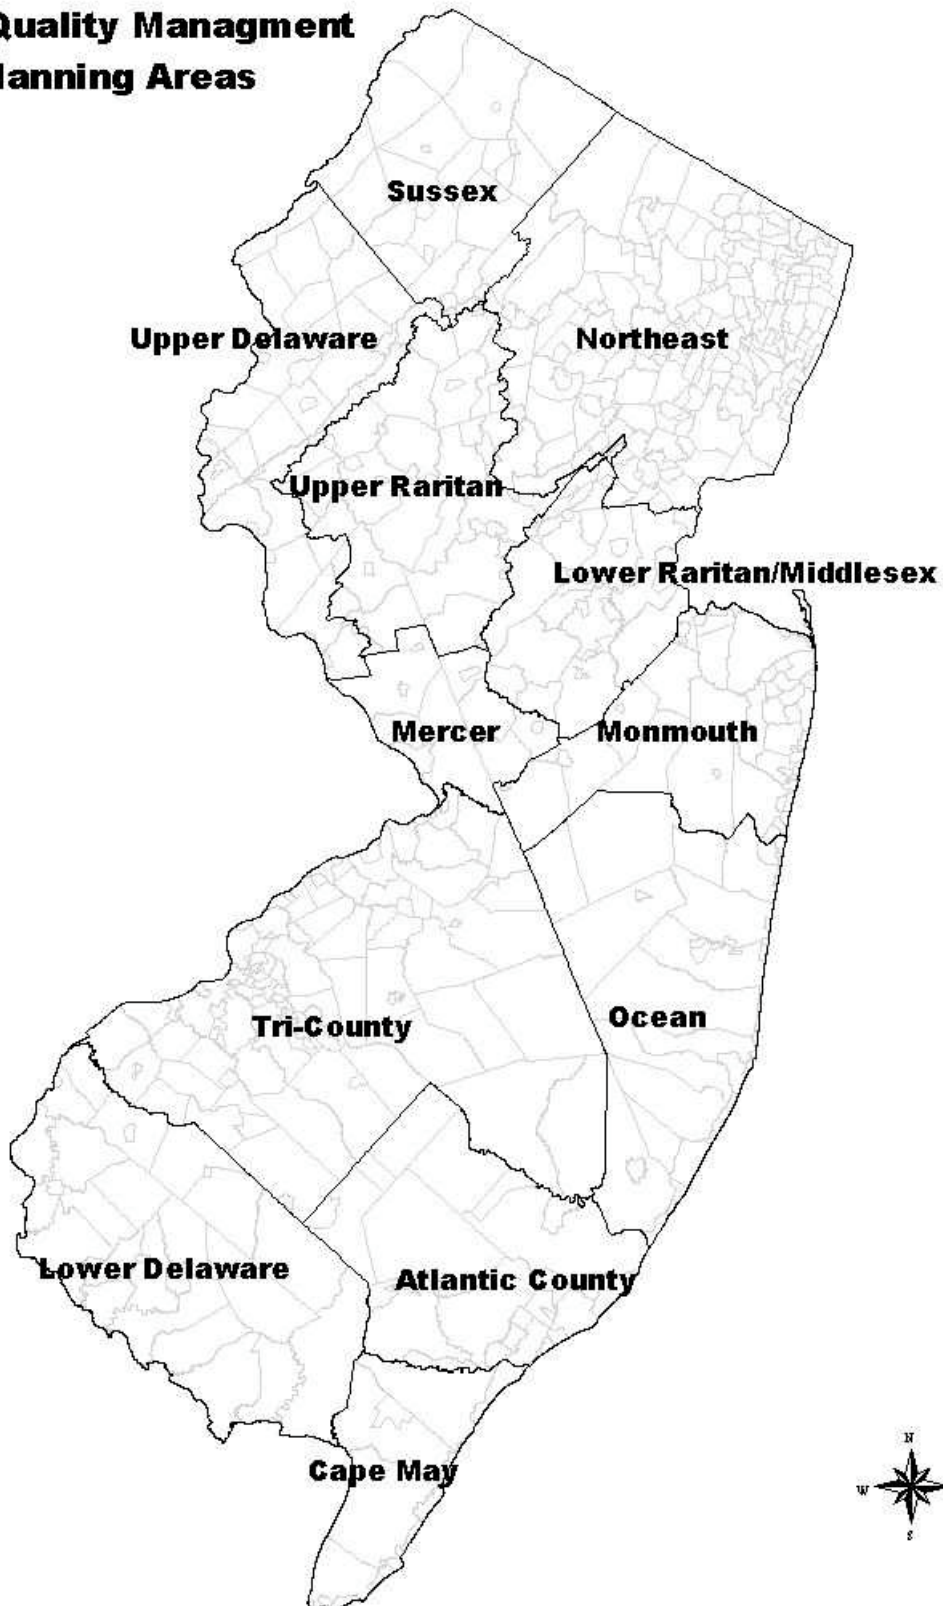 Quality Managment
lanning Areas
Sussex
Upper Delaware
Northeast
Upper Raritan
Lower Raritan/Middlesex
Mercer
Monmouth
Ocean
Tri-County
Lower Delaware
Atlantic County
Cape May
N
W
S